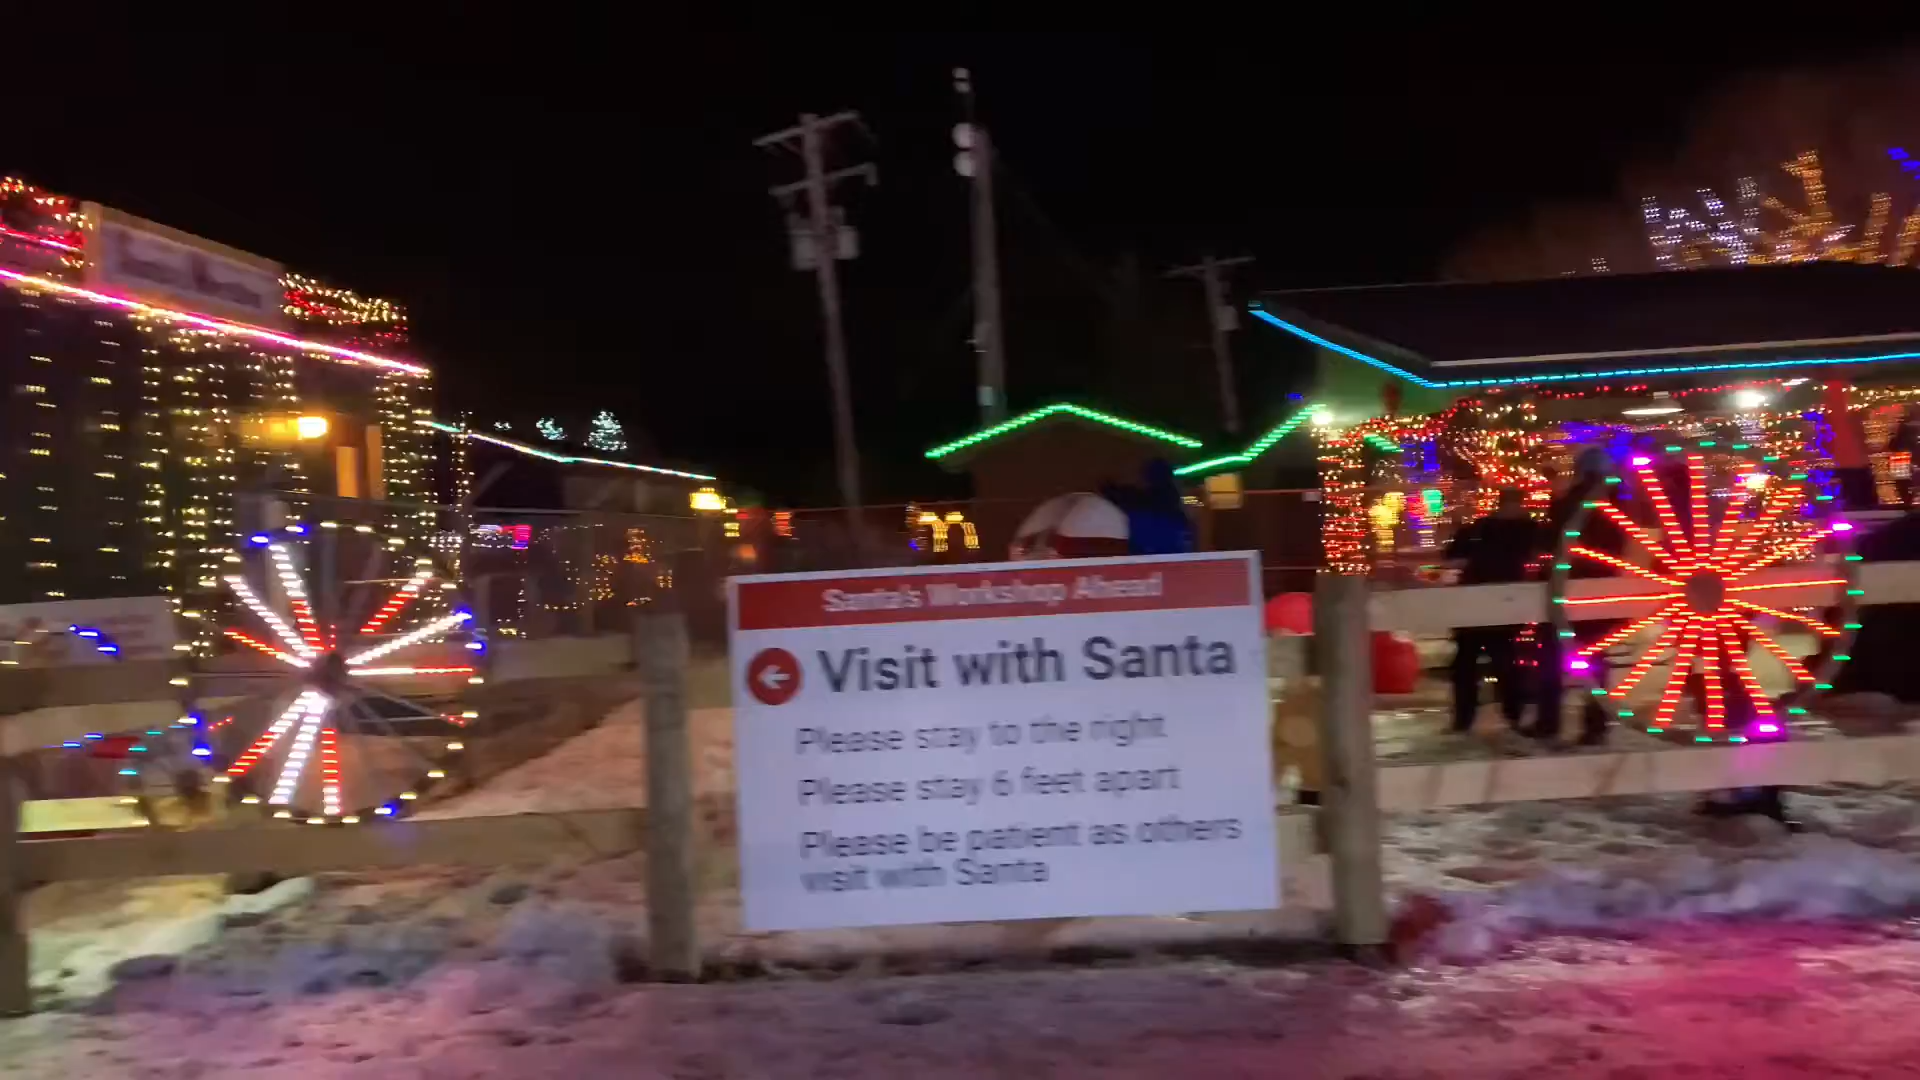 Santa's Workshop Ahead
Visit with Santa
Please stay to the right
Please stay 6 feet apart
Please be patient as others
visit with Santa